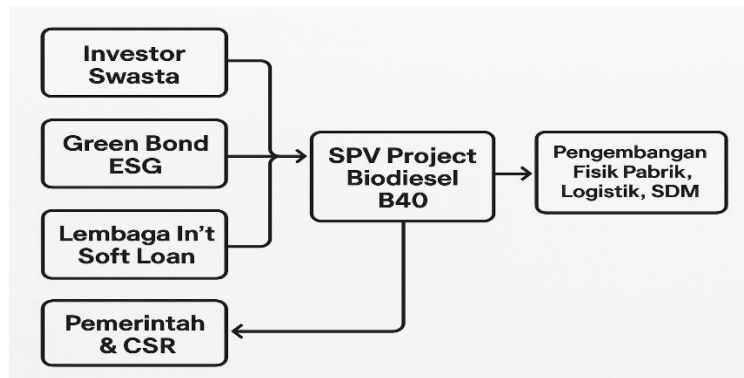 Investor
Swasta
Green Bond
ESG
Lembaga In't
Soft Loan
Pemerintah
& CSR
SPV Project
Biodiesel
B40
Pengembangan
Fisik Pabrik,
Logistik, SDM